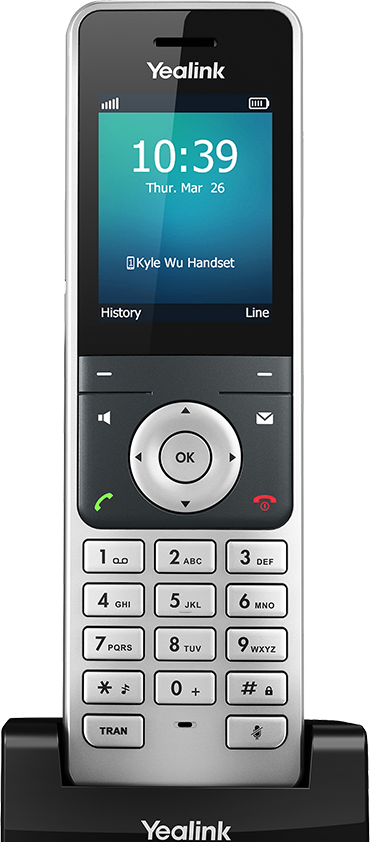 Yealink
10:39
Thur. Mar 26
1 Kyle Wu Handset
History Line
OK
1
2 ABC
3 DEF
4 GHI
5 JKL
6 MNO
7 PQRS
8 TUV
9 WXYZ
*
0 +
#
TRAN
Yealink